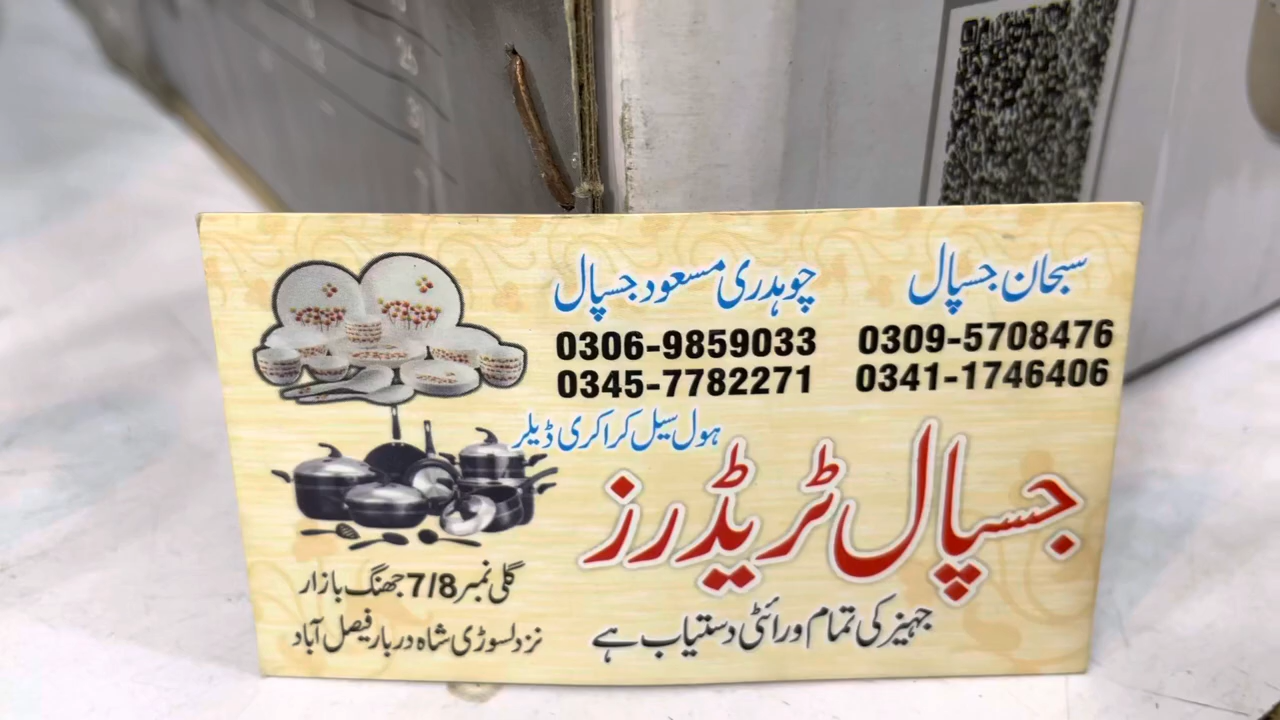 سبحان جسپال
0309-5708476
0341-1746406
چوہدری مسعود جسپال
0306-9859033
0345-7782271
ہول سیل کراکری ڈیلر
جسپال ٹریڈرز
جہیز کی تمام ورائٹی دستیاب ہے
گلی نمبر 7/8 جھنگ بازار
نزد لسوڑی شاہ دربار فیصل آباد